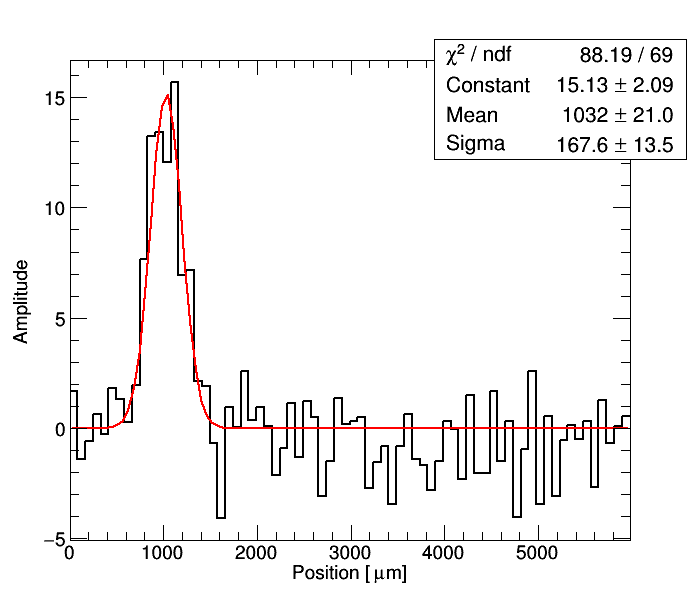 χ² / ndf 88.19 / 69
Constant 15.13 ± 2.09
Mean 1032 ± 21.0
Sigma 167.6 ± 13.5
15
10
5
0
−5
Amplitude
0 1000 2000 3000 4000 5000
Position [ μm]